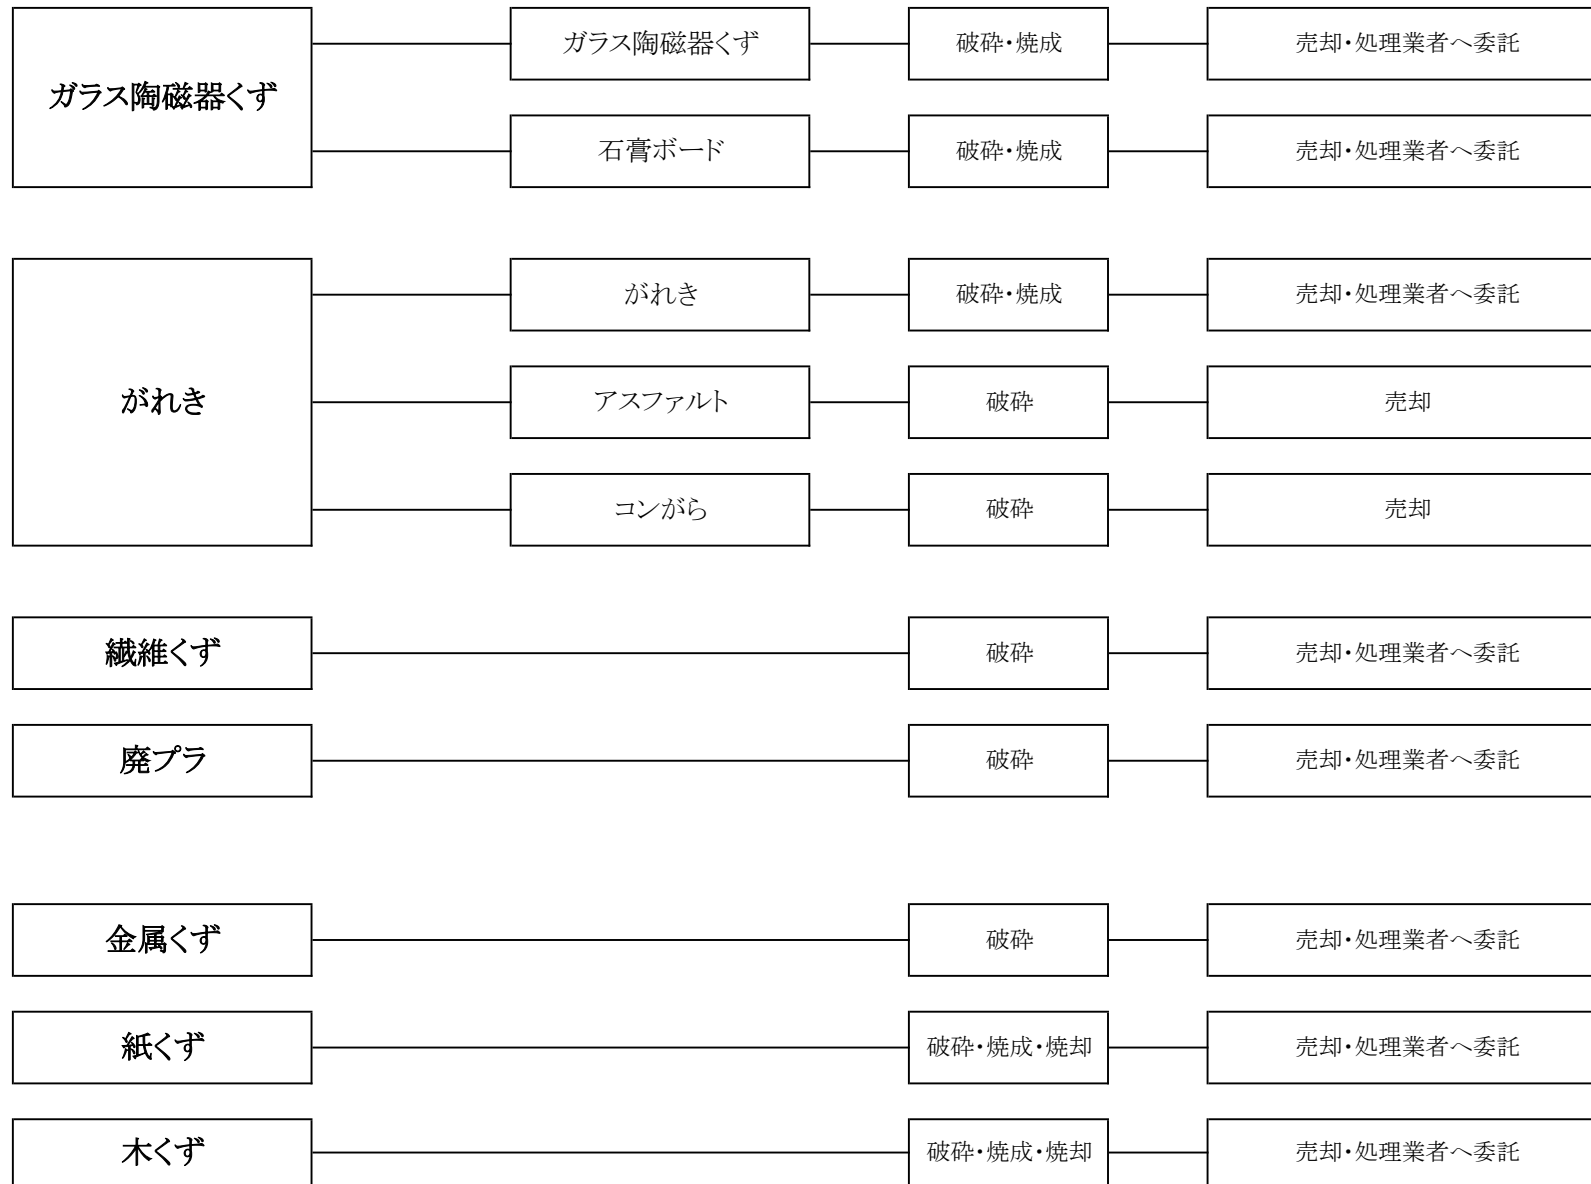 ガラス陶磁器くず
ガラス陶磁器くず
破砕・焼成
売却・処理業者へ委託
石膏ボード
破砕・焼成
売却・処理業者へ委託
がれき
がれき
破砕・焼成
売却・処理業者へ委託
アスファルト
破砕
売却
コンがら
破砕
売却
繊維くず
破砕
売却・処理業者へ委託
廃プラ
破砕
売却・処理業者へ委託
金属くず
破砕
売却・処理業者へ委託
紙くず
破砕・焼成・焼却
売却・処理業者へ委託
木くず
破砕・焼成・焼却
売却・処理業者へ委託